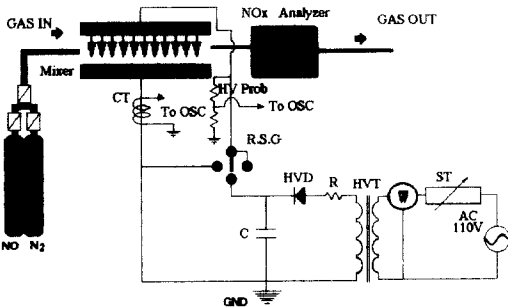 GAS IN
NOx Analyzer
GAS OUT
Mixer
CT
To OSC
HV Prob
To OSC
R.S.G
HVD
R
HVT
W
ST
AC
110V
C
NO
N2
GND